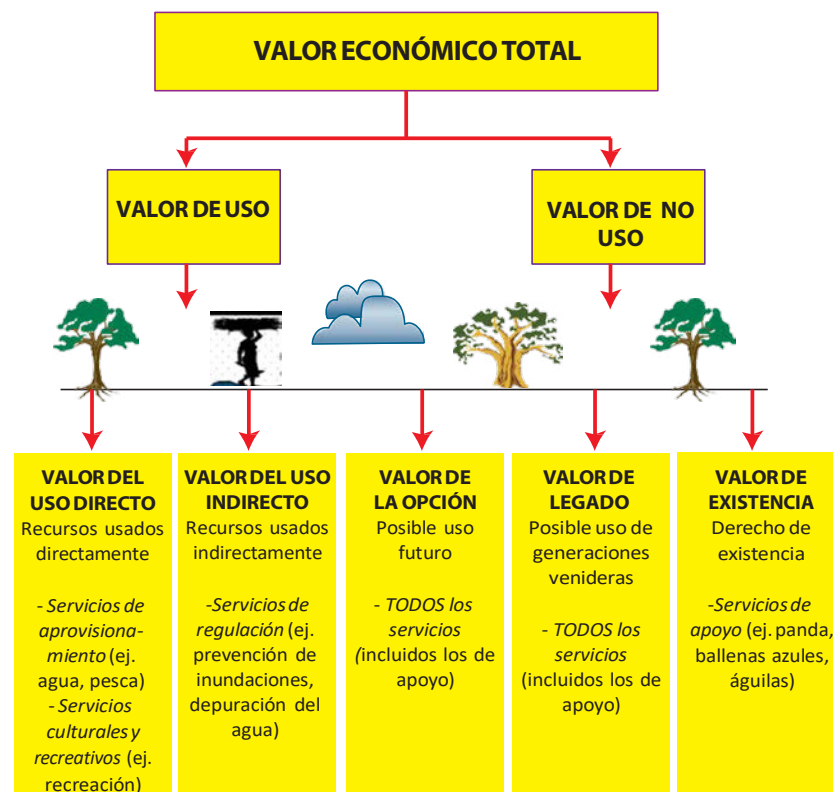 VALOR ECONÓMICO TOTAL
VALOR DE USO
VALOR DE NO
USO
VALOR DEL
USO DIRECTO
Recursos usados
directamente
- Servicios de
aprovisiona-
miento (ej.
agua, pesca)
- Servicios
culturales y
recreativos (ej.
recreación)
VALOR DEL USO
INDIRECTO
Recursos usados
indirectamente
-Servicios de
regulación (ej.
prevención de
inundaciones,
depuración del
agua)
VALOR DE
LA OPCIÓN
Posible uso
futuro
- TODOS los
servicios
(incluidos los de
apoyo)
VALOR DE
LEGADO
Posible uso de
generaciones
venideras
- TODOS los
servicios
(incluidos los de
apoyo)
VALOR DE
EXISTENCIA
Derecho de
existencia
-Servicios de
apoyo (ej. panda,
ballenas azules,
águilas)